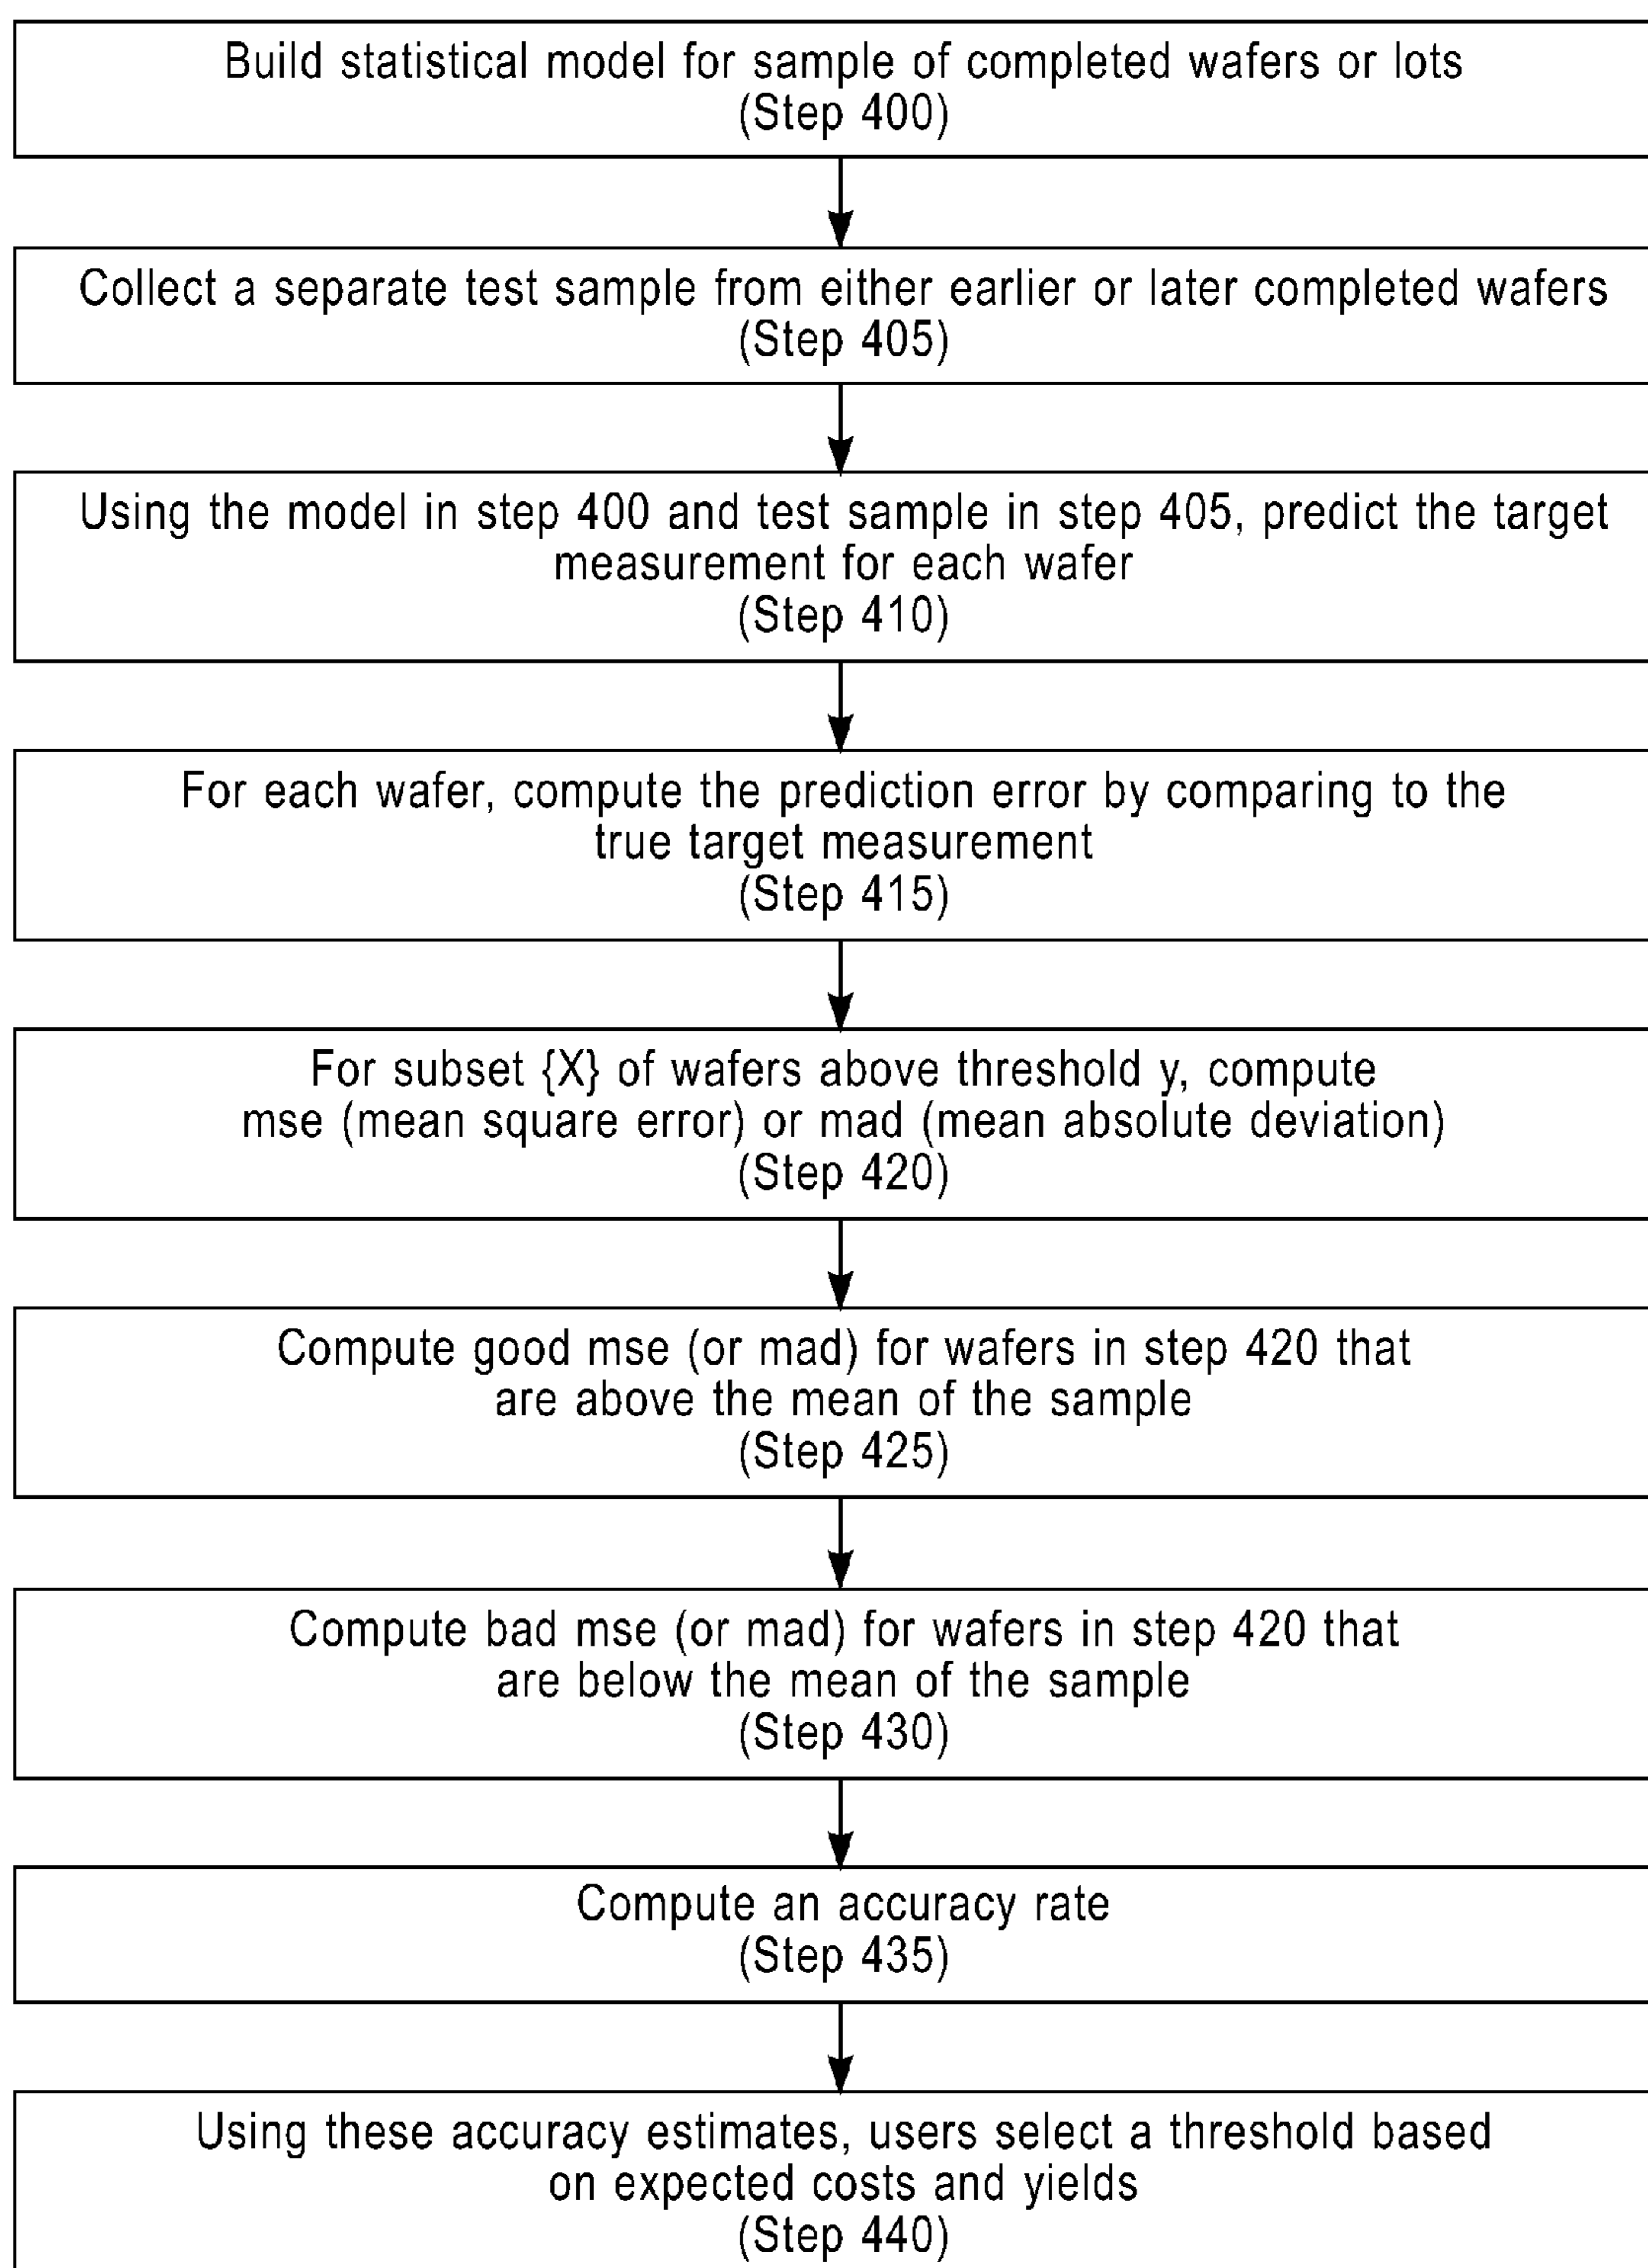 Build statistical model for sample of completed wafers or lots
(Step 400)
Collect a separate test sample from either earlier or later completed wafers
(Step 405)
Using the model in step 400 and test sample in step 405, predict the target
measurement for each wafer
(Step 410)
For each wafer, compute the prediction error by comparing to the
true target measurement
(Step 415)
For subset {X} of wafers above threshold y, compute
mse (mean square error) or mad (mean absolute deviation)
(Step 420)
Compute good mse (or mad) for wafers in step 420 that
are above the mean of the sample
(Step 425)
Compute bad mse (or mad) for wafers in step 420 that
are below the mean of the sample
(Step 430)
Compute an accuracy rate
(Step 435)
Using these accuracy estimates, users select a threshold based
on expected costs and yields
(Step 440)